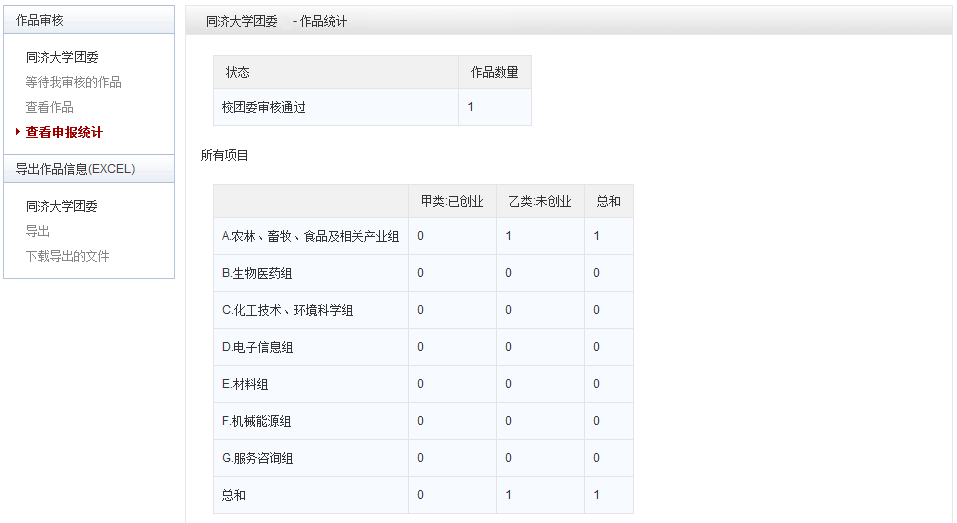 作品审核
同济大学团委
等待我审核的作品
查看作品
查看申报统计
导出作品信息(EXCEL)
同济大学团委
导出
下载导出的文件
同济大学团委 - 作品统计
状态 作品数量
校团委审核通过 1
所有项目
甲类:已创业 乙类:未创业 总和
A.农林、畜牧、食品及相关产业组 0 1 1
B.生物医药组 0 0 0
C.化工技术、环境科学组 0 0 0
D.电子信息组 0 0 0
E.材料组 0 0 0
F.机械能源组 0 0 0
G.服务咨询组 0 0 0
总和 0 1 1